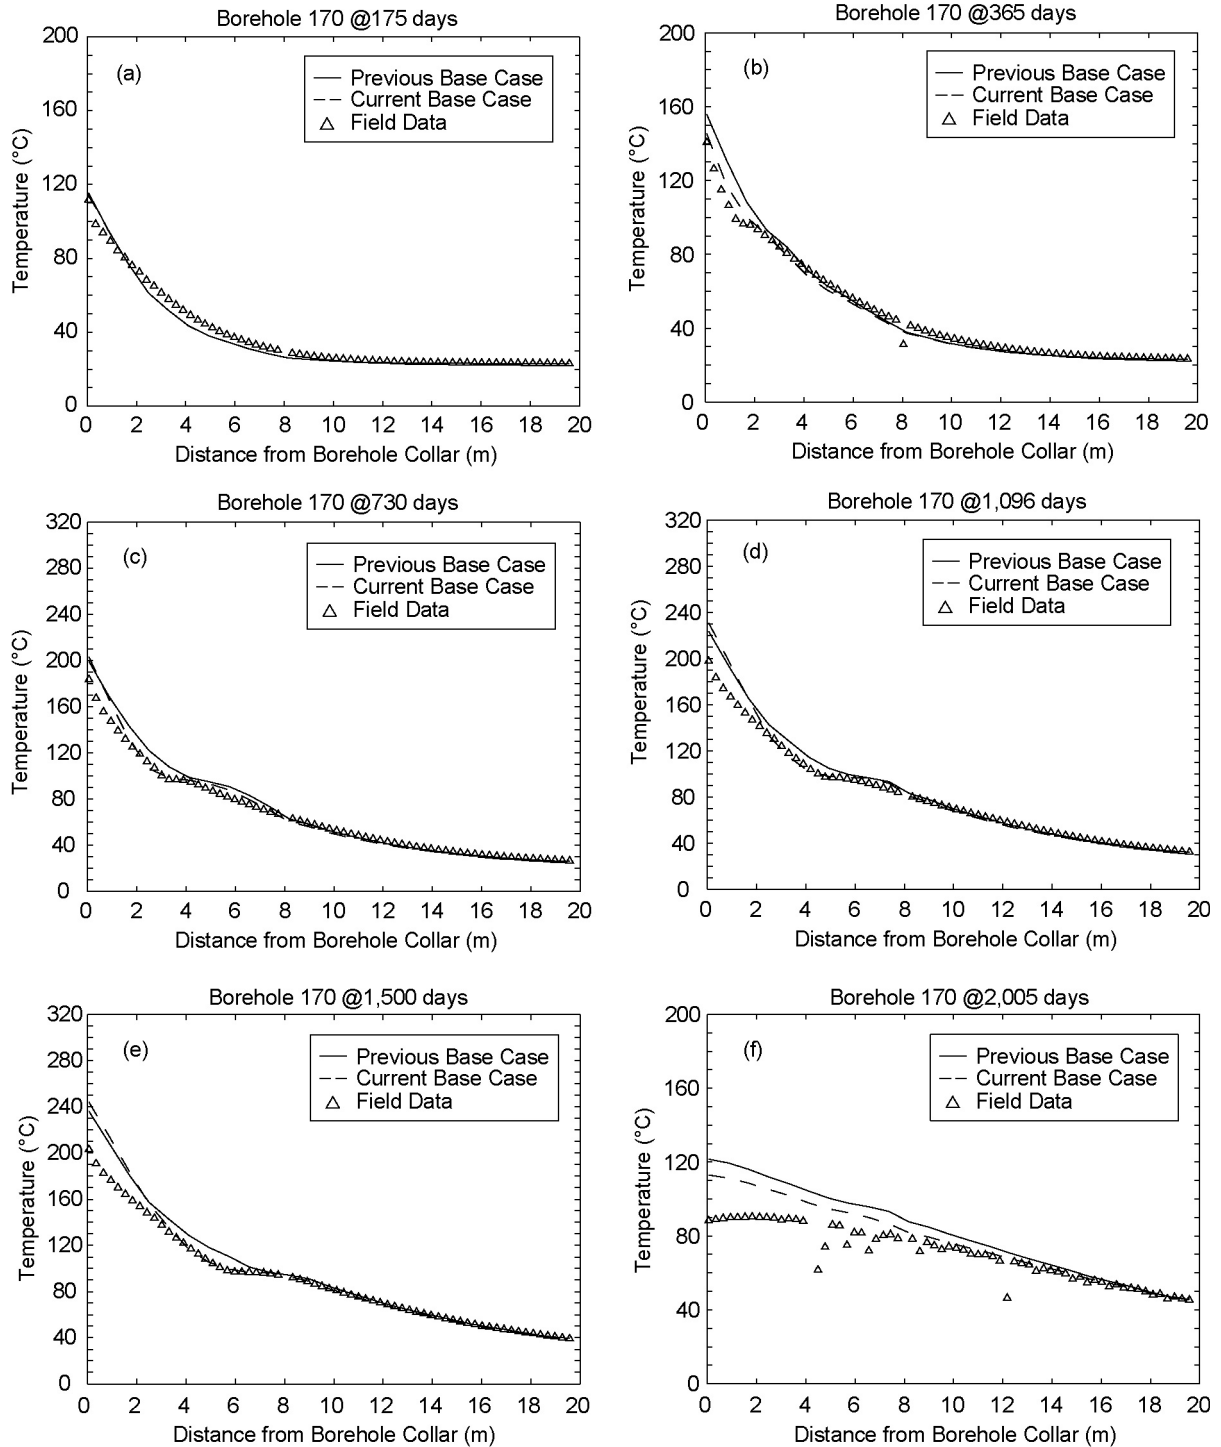 Borehole 170 @175 days
(a)
Previous Base Case
Current Base Case
Field Data
Temperature (°C)
200
160
120
80
40
0
0 2 4 6 8 10 12 14 16 18 20
Distance from Borehole Collar (m)
Borehole 170 @365 days
(b)
Previous Base Case
Current Base Case
Field Data
Temperature (°C)
200
160
120
80
40
0
0 2 4 6 8 10 12 14 16 18 20
Distance from Borehole Collar (m)
Borehole 170 @730 days
(c)
Previous Base Case
Current Base Case
Field Data
Temperature (°C)
320
280
240
200
160
120
80
40
0
0 2 4 6 8 10 12 14 16 18 20
Distance from Borehole Collar (m)
Borehole 170 @1,096 days
(d)
Previous Base Case
Current Base Case
Field Data
Temperature (°C)
320
280
240
200
160
120
80
40
0
0 2 4 6 8 10 12 14 16 18 20
Distance from Borehole Collar (m)
Borehole 170 @1,500 days
(e)
Previous Base Case
Current Base Case
Field Data
Temperature (°C)
320
280
240
200
160
120
80
40
0
0 2 4 6 8 10 12 14 16 18 20
Distance from Borehole Collar (m)
Borehole 170 @2,005 days
(f)
Previous Base Case
Current Base Case
Field Data
Temperature (°C)
200
160
120
80
40
0
0 2 4 6 8 10 12 14 16 18 20
Distance from Borehole Collar (m)